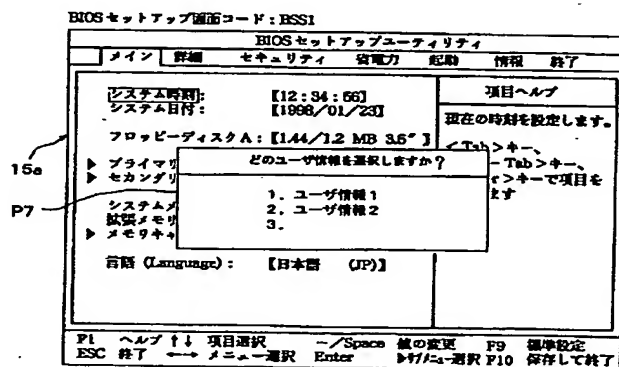 BIOSセットアップ画面コード：BSS1
BIOSセットアップユーティリティ
メイン 詳細 セキュリティ 省電力 起動 情報 終了
システム時刻： 【12：34：56】
システム日付： 【1998／01／23】
フロッピーディスクA：【1.44／1.2 MB 3.5″】
▶ プライマリ
▶ セカンダリ
システムメ
拡張メモリ
▶ メモリキャ
言語（Language）： 【日本語 （JP）】
項目ヘルプ
現在の時刻を設定します。
＜Tab＞キー、
－Tab＞キー、
r＞キーで項目を
ます
どのユーザ情報を選択しますか？
1．ユーザ情報1
2．ユーザ情報2
3．
15a
P7
F1 ヘルプ ↑↓ 項目選択 －／Space 値の変更 F9 標準設定
ESC 終了 ←→ メニュー選択 Enter ▶サブメニュー選択 F10 保存して終了